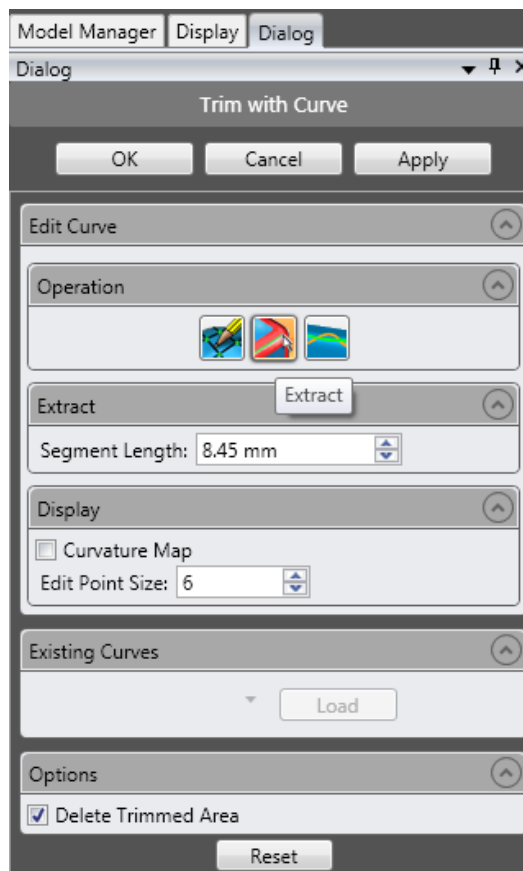 Model Manager Display Dialog
Dialog
Trim with Curve
OK Cancel Apply
Edit Curve
Operation
Extract
Extract
Segment Length: 8.45 mm
Display
Curvature Map
Edit Point Size: 6
Existing Curves
Load
Options
Delete Trimmed Area
Reset